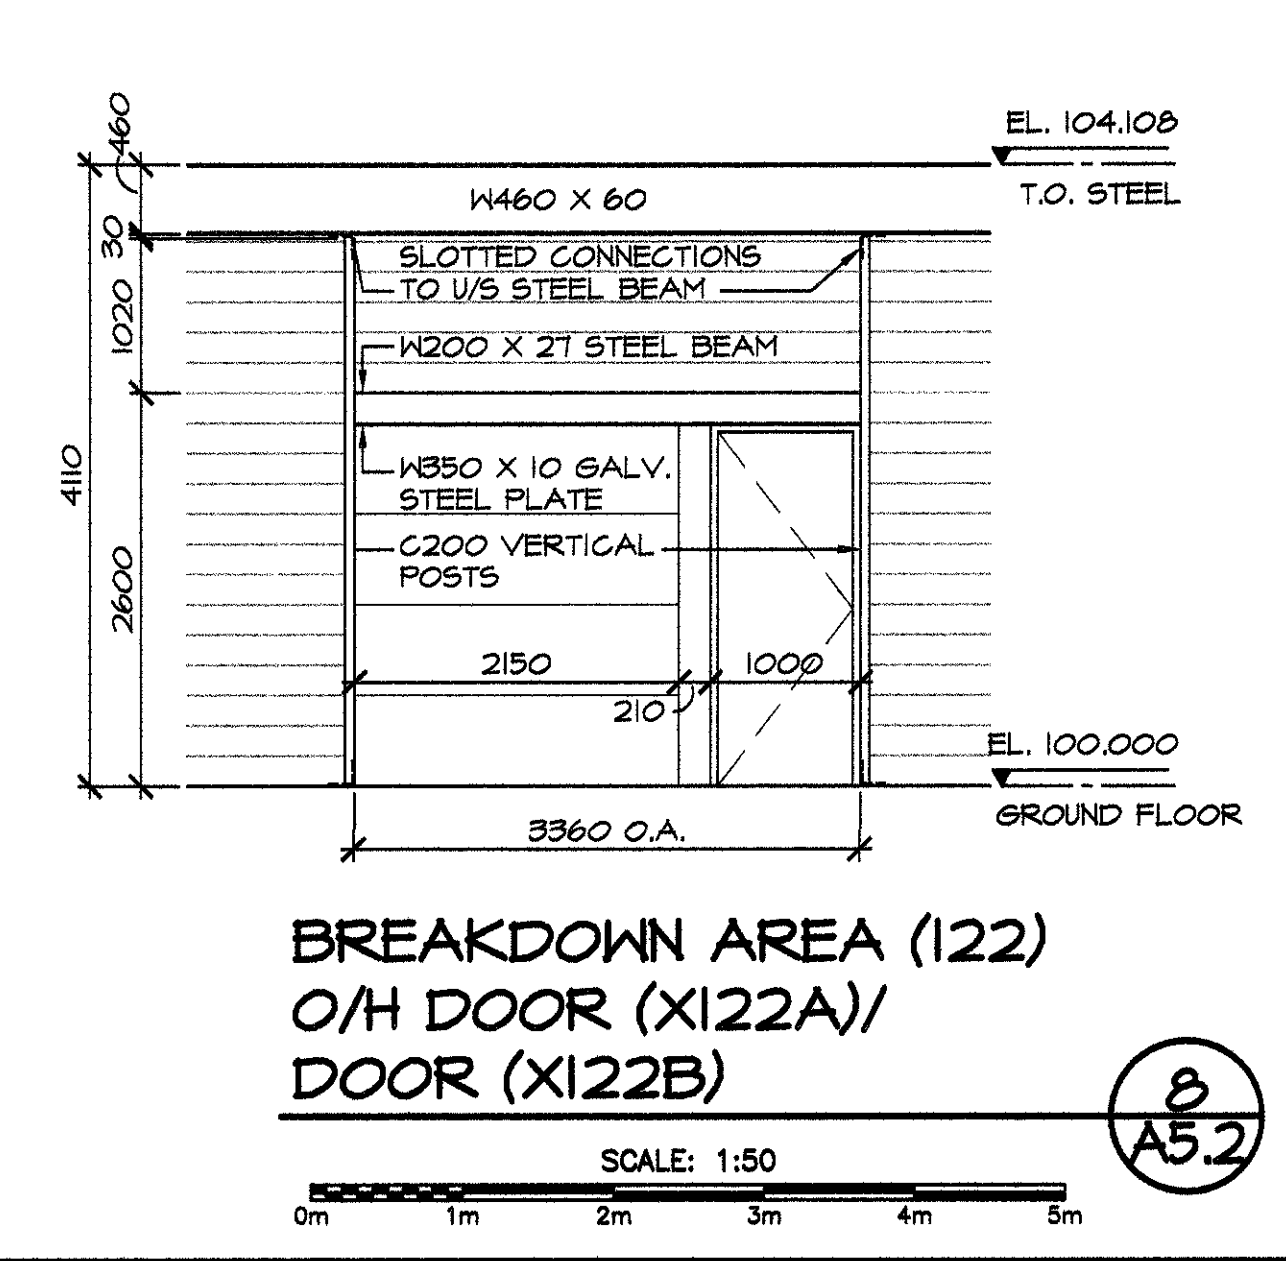 460
EL. 104.108
T.O. STEEL
W460 X 60
30
SLOTTED CONNECTIONS
TO U/S STEEL BEAM
1020
W200 X 27 STEEL BEAM
4110
W350 X 10 GALV.
STEEL PLATE
C200 VERTICAL
POSTS
2600
2150
1000
210
EL. 100.000
GROUND FLOOR
3360 O.A.
BREAKDOWN AREA (122)
O/H DOOR (X122A)/
DOOR (X122B)
8
A5.2
SCALE: 1:50
0m 1m 2m 3m 4m 5m